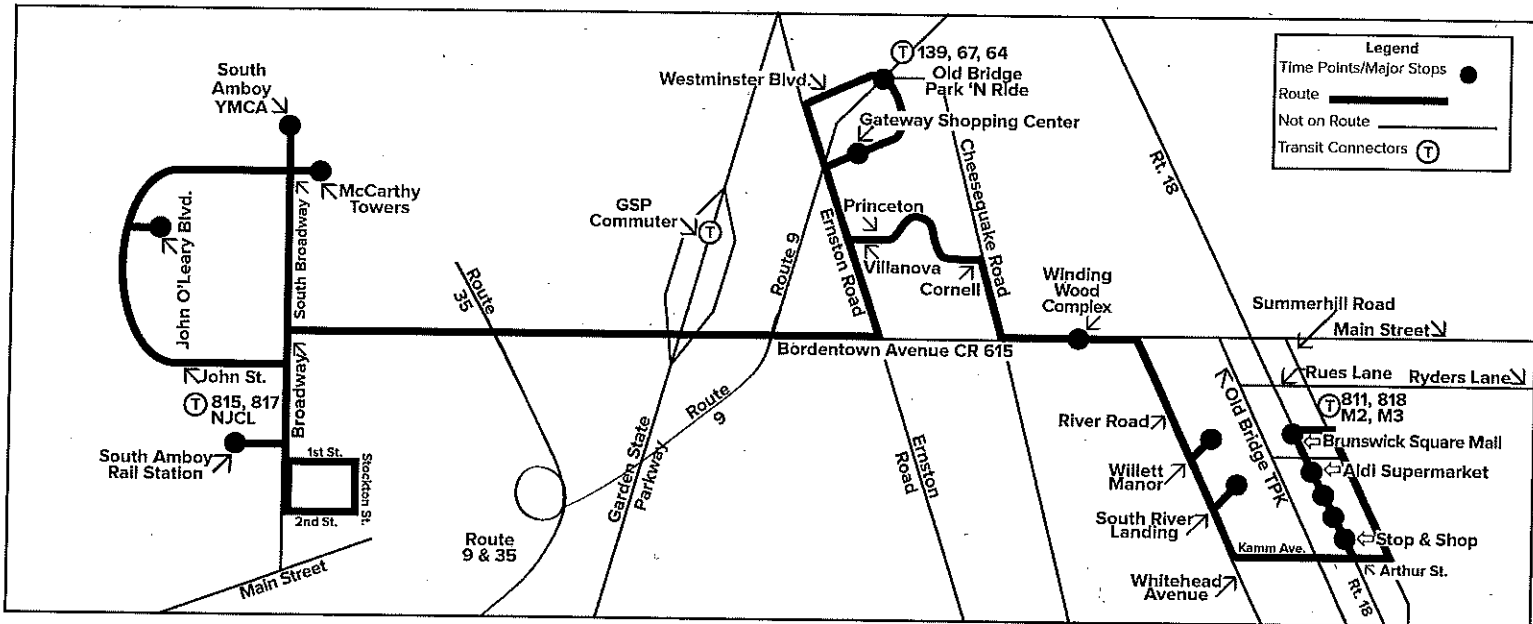 South
Amboy
YMCA
McCarthy
Towers
John O'Leary Blvd.
South Broadway
John St.
815, 817
NJCL
Broadway
South Amboy
Rail Station
1st St.
Stockton St.
2nd St.
Main Street
Route
35
Route
9 & 35
GSP
Commuter
T
Garden State
Parkway
Route 9
Route
9
Westminster Blvd.
T 139, 67, 64
Old Bridge
Park 'N Ride
Gateway Shopping Center
Princeton
Villanova
Cornell
Ernston Road
Cheesequake Road
Bordentown Avenue CR 615
Ernston
Road
Winding
Wood
Complex
Rt. 18
Summerhill Road
Main Street
Rues Lane
Ryders Lane
T 811, 818
M2, M3
Brunswick Square Mall
Aldi Supermarket
Stop & Shop
Old Bridge TPK
River Road
Willett
Manor
South River
Landing
Kamm Ave.
Arthur St.
Whitehead
Avenue
Rt. 18
Legend
Time Points/Major Stops
Route
Not on Route
Transit Connectors T